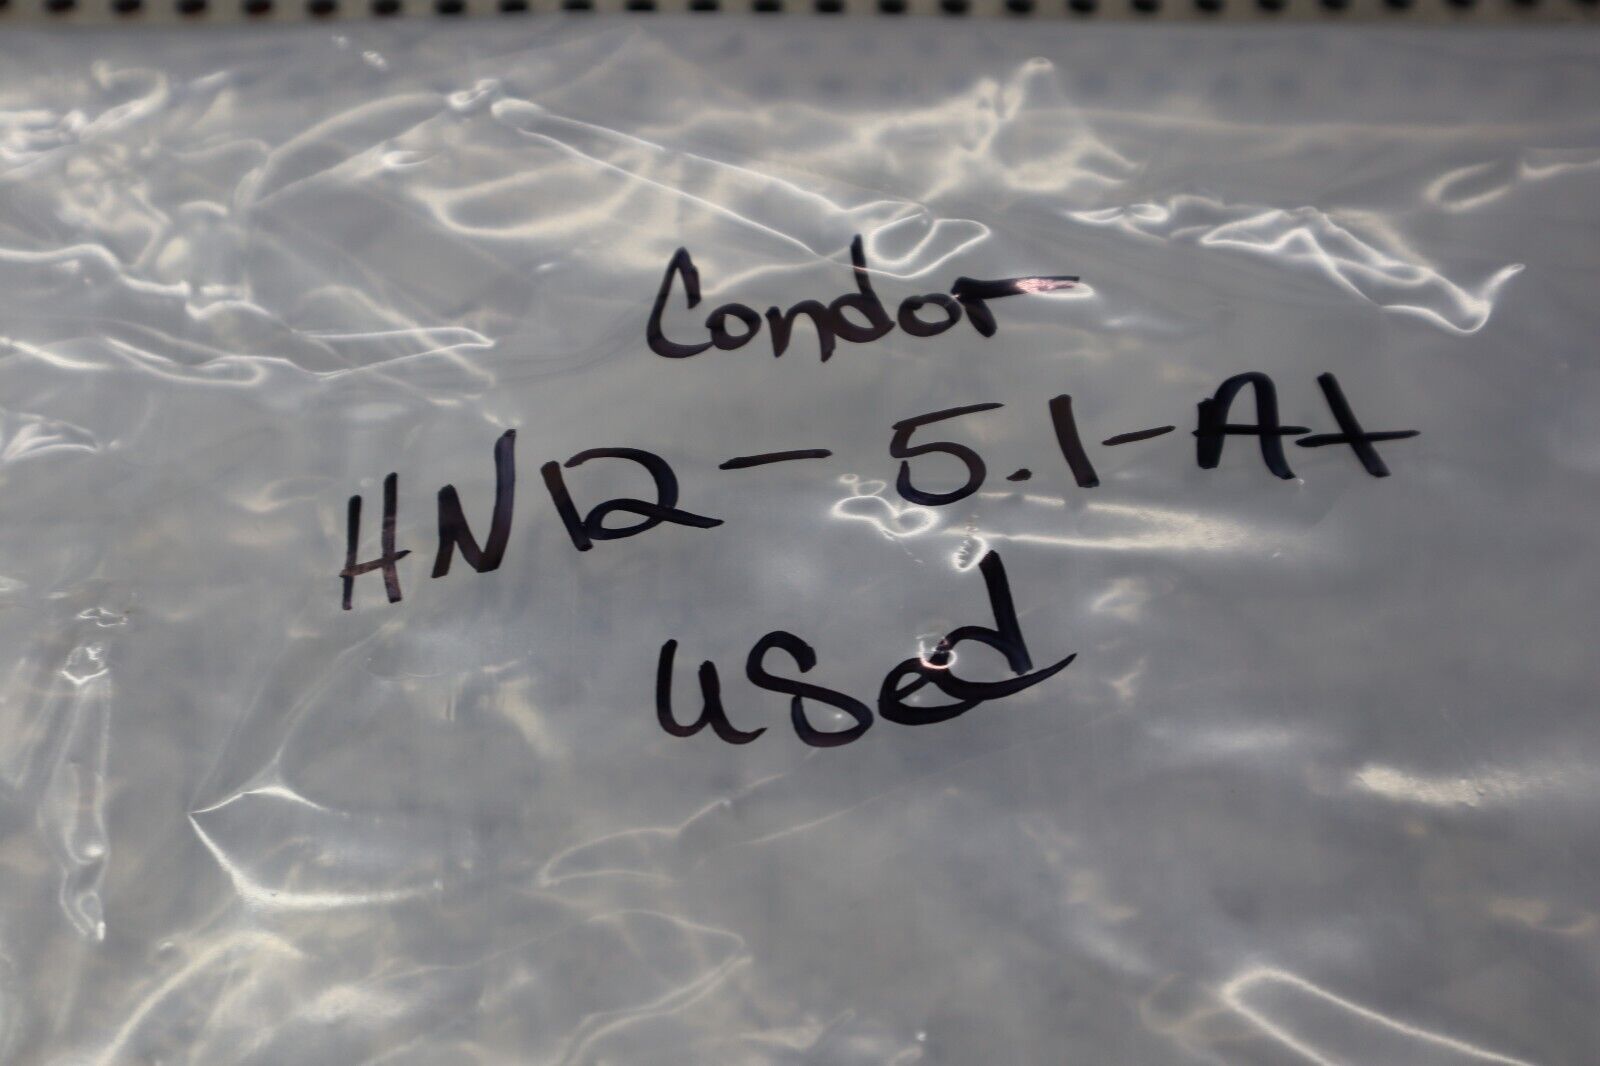 Condor
HN12-5.1-A+
used